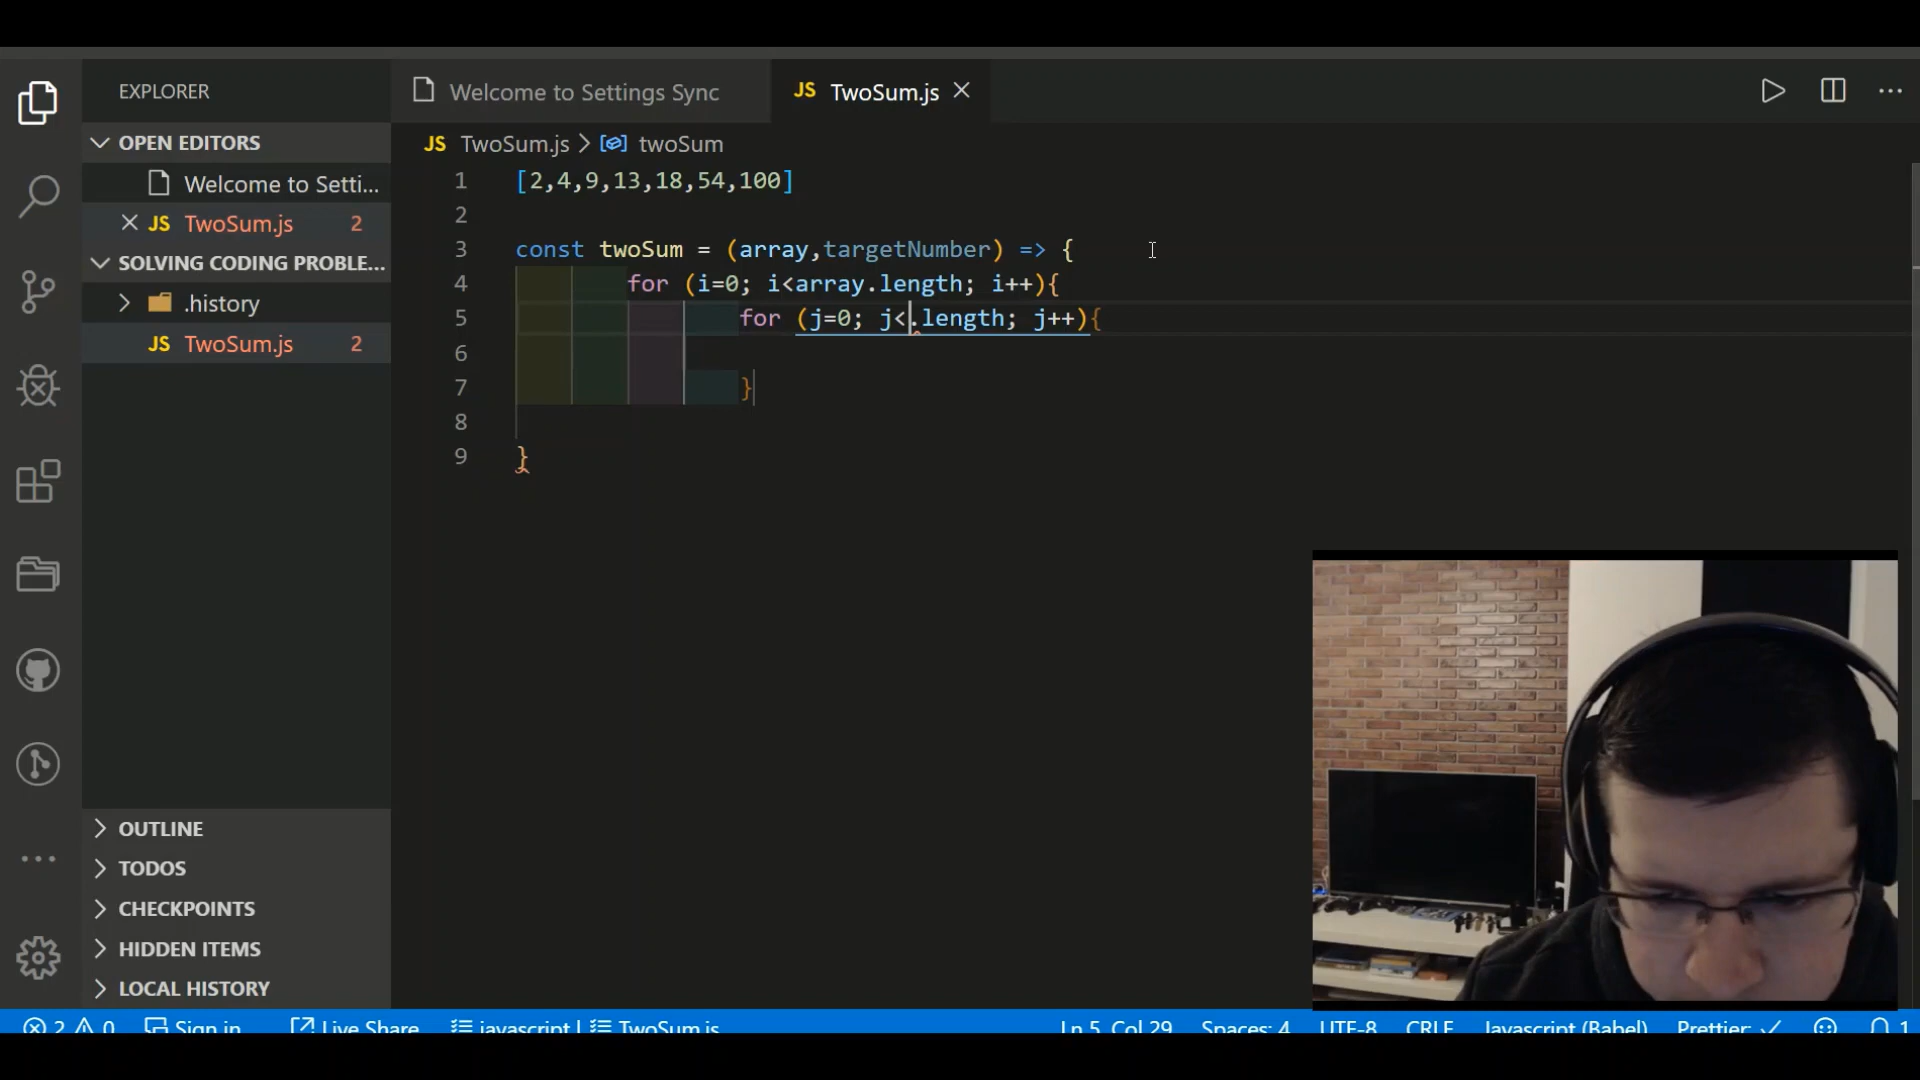 EXPLORER
Welcome to Settings Sync
JS TwoSum.js
OPEN EDITORS
JS TwoSum.js > twoSum
Welcome to Setti...
JS TwoSum.js 2
SOLVING CODING PROBLE...
.history
JS TwoSum.js 2
1 [2,4,9,13,18,54,100]
2
3 const twoSum = (array,targetNumber) => {
4 for (i=0; i<array.length; i++){
5 for (j=0; j<.length; j++){
6
7 }
8
9 }
OUTLINE
TODOS
CHECKPOINTS
HIDDEN ITEMS
LOCAL HISTORY
2 0 Sign in Live Share javascript | TwoSum.js Ln 5, Col 29 Spaces: 4 UTF-8 CRLF Javascript (Babel) Prettier: ✓ 1